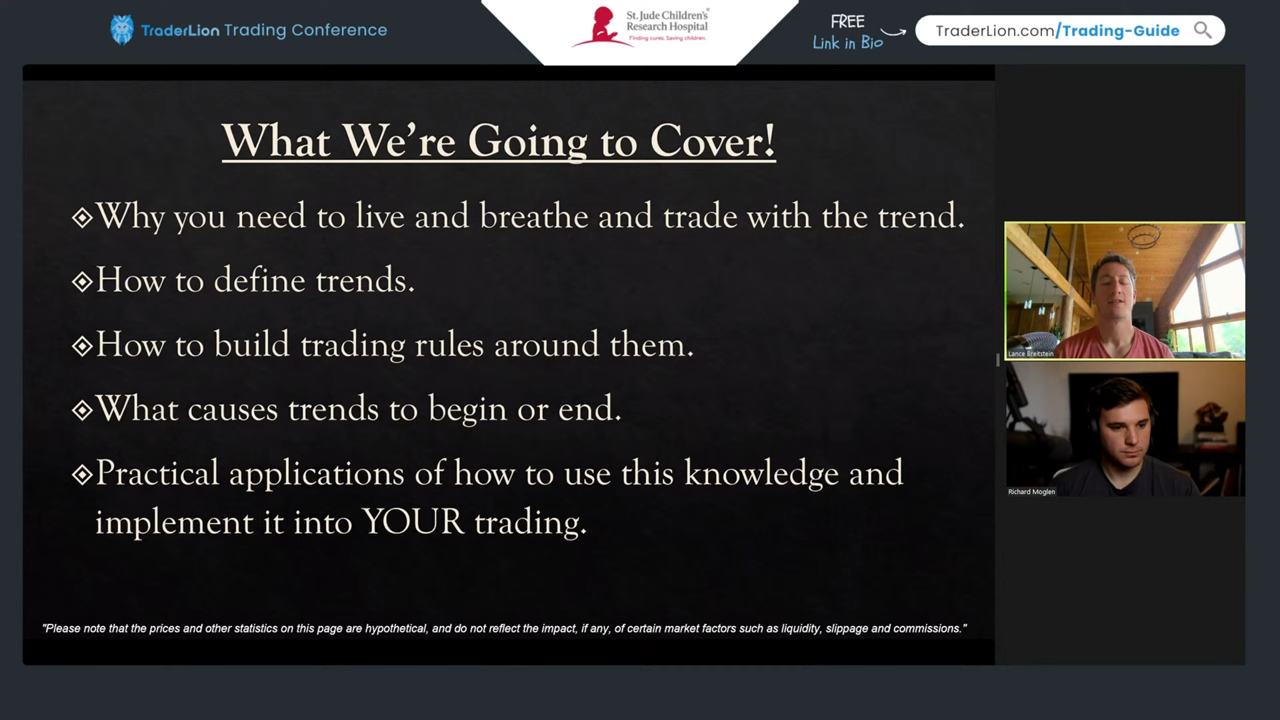 TraderLion Trading Conference
St. Jude Children's®
Research Hospital
Finding cures. Saving children.
FREE
Link in Bio
TraderLion.com/Trading-Guide
What We're Going to Cover!
Why you need to live and breathe and trade with the trend.
How to define trends.
How to build trading rules around them.
What causes trends to begin or end.
Practical applications of how to use this knowledge and
implement it into YOUR trading.
Lance Breitstein
Richard Moglen
"Please note that the prices and other statistics on this page are hypothetical, and do not reflect the impact, if any, of certain market factors such as liquidity, slippage and commissions."